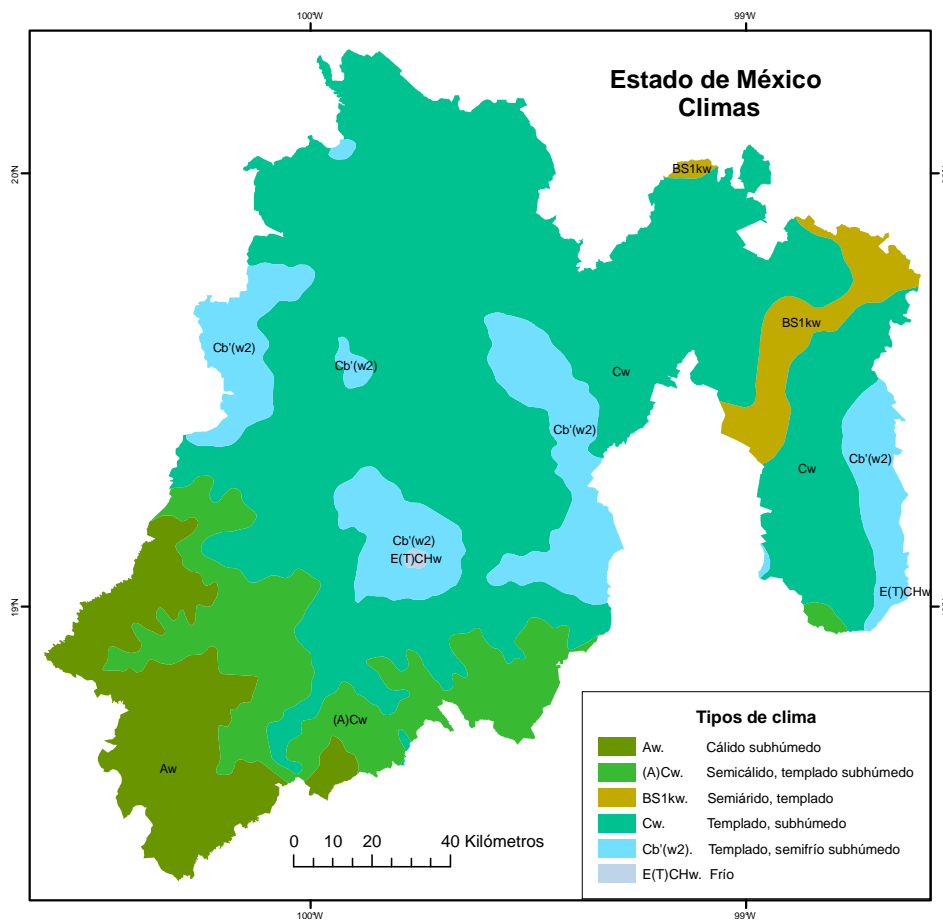 100°W 99°W
Estado de México
Climas
20°N
BS1kw
BS1kw
Cb'(w2)
Cb'(w2)
Cw
Cb'(w2)
Cb'(w2)
Cw
Cb'(w2)
E(T)CHw
E(T)CHw
19°N
(A)Cw
Aw
Tipos de clima
Aw. Cálido subhúmedo
(A)Cw. Semicálido, templado subhúmedo
BS1kw. Semiárido, templado
Cw. Templado, subhúmedo
Cb'(w2). Templado, semifrío subhúmedo
E(T)CHw. Frío
0 10 20 40 Kilómetros
100°W 99°W